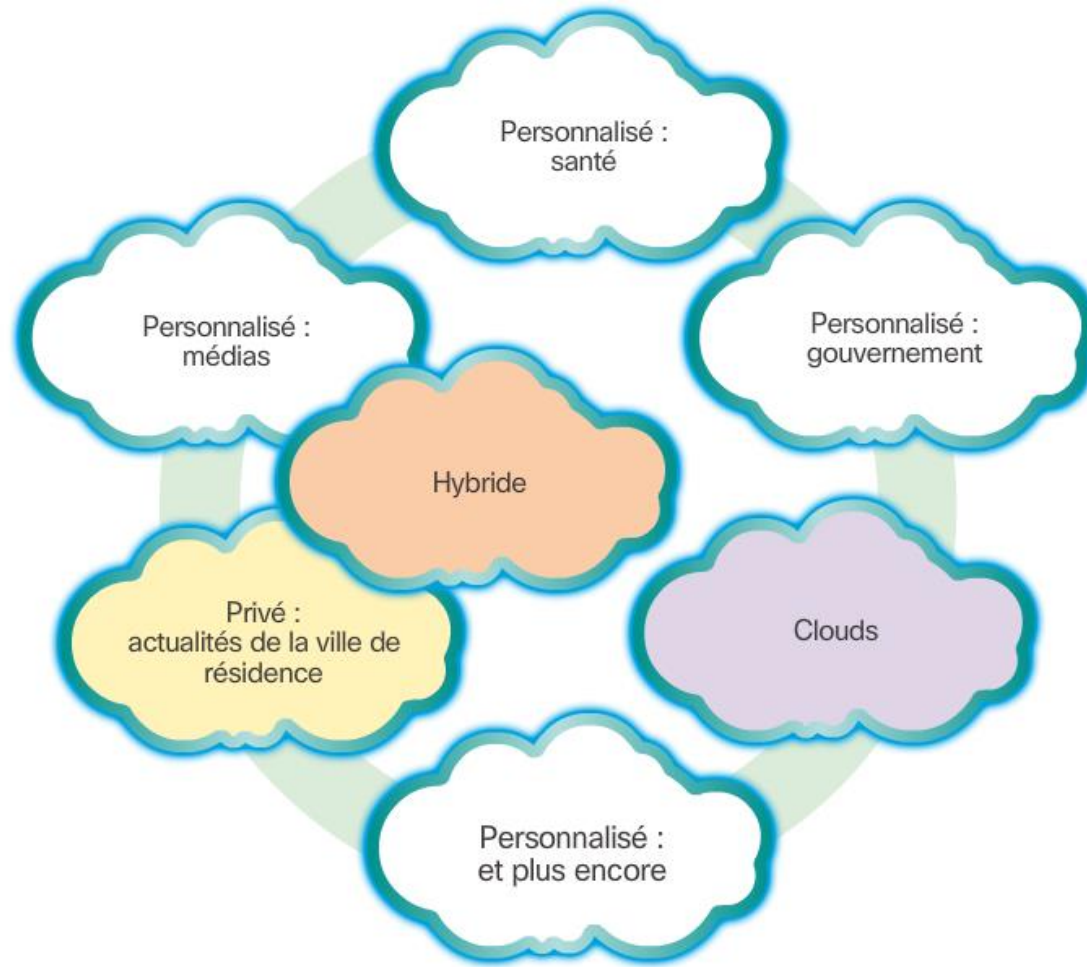 Personnalisé :
santé
Personnalisé :
médias
Personnalisé :
gouvernement
Hybride
Privé :
actualités de la ville de
résidence
Clouds
Personnalisé :
et plus encore